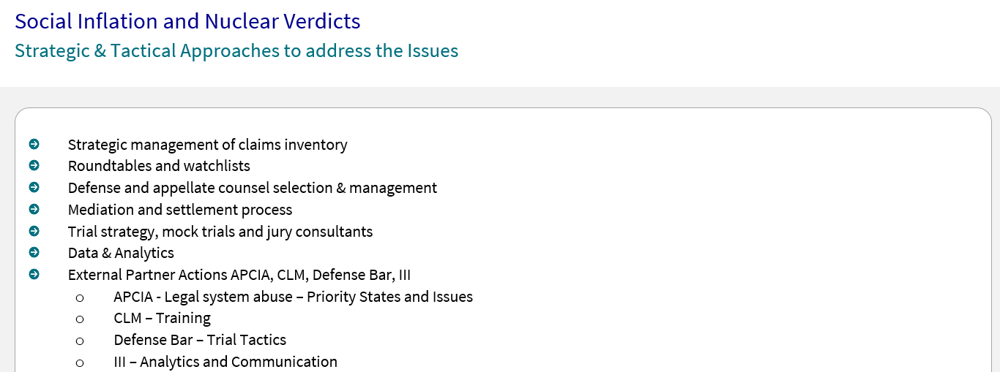 Social Inflation and Nuclear Verdicts
Strategic & Tactical Approaches to address the Issues
Strategic management of claims inventory
Roundtables and watchlists
Defense and appellate counsel selection & management
Mediation and settlement process
Trial strategy, mock trials and jury consultants
Data & Analytics
External Partner Actions APCIA, CLM, Defense Bar, III
o APCIA - Legal system abuse – Priority States and Issues
o CLM – Training
o Defense Bar – Trial Tactics
o III – Analytics and Communication